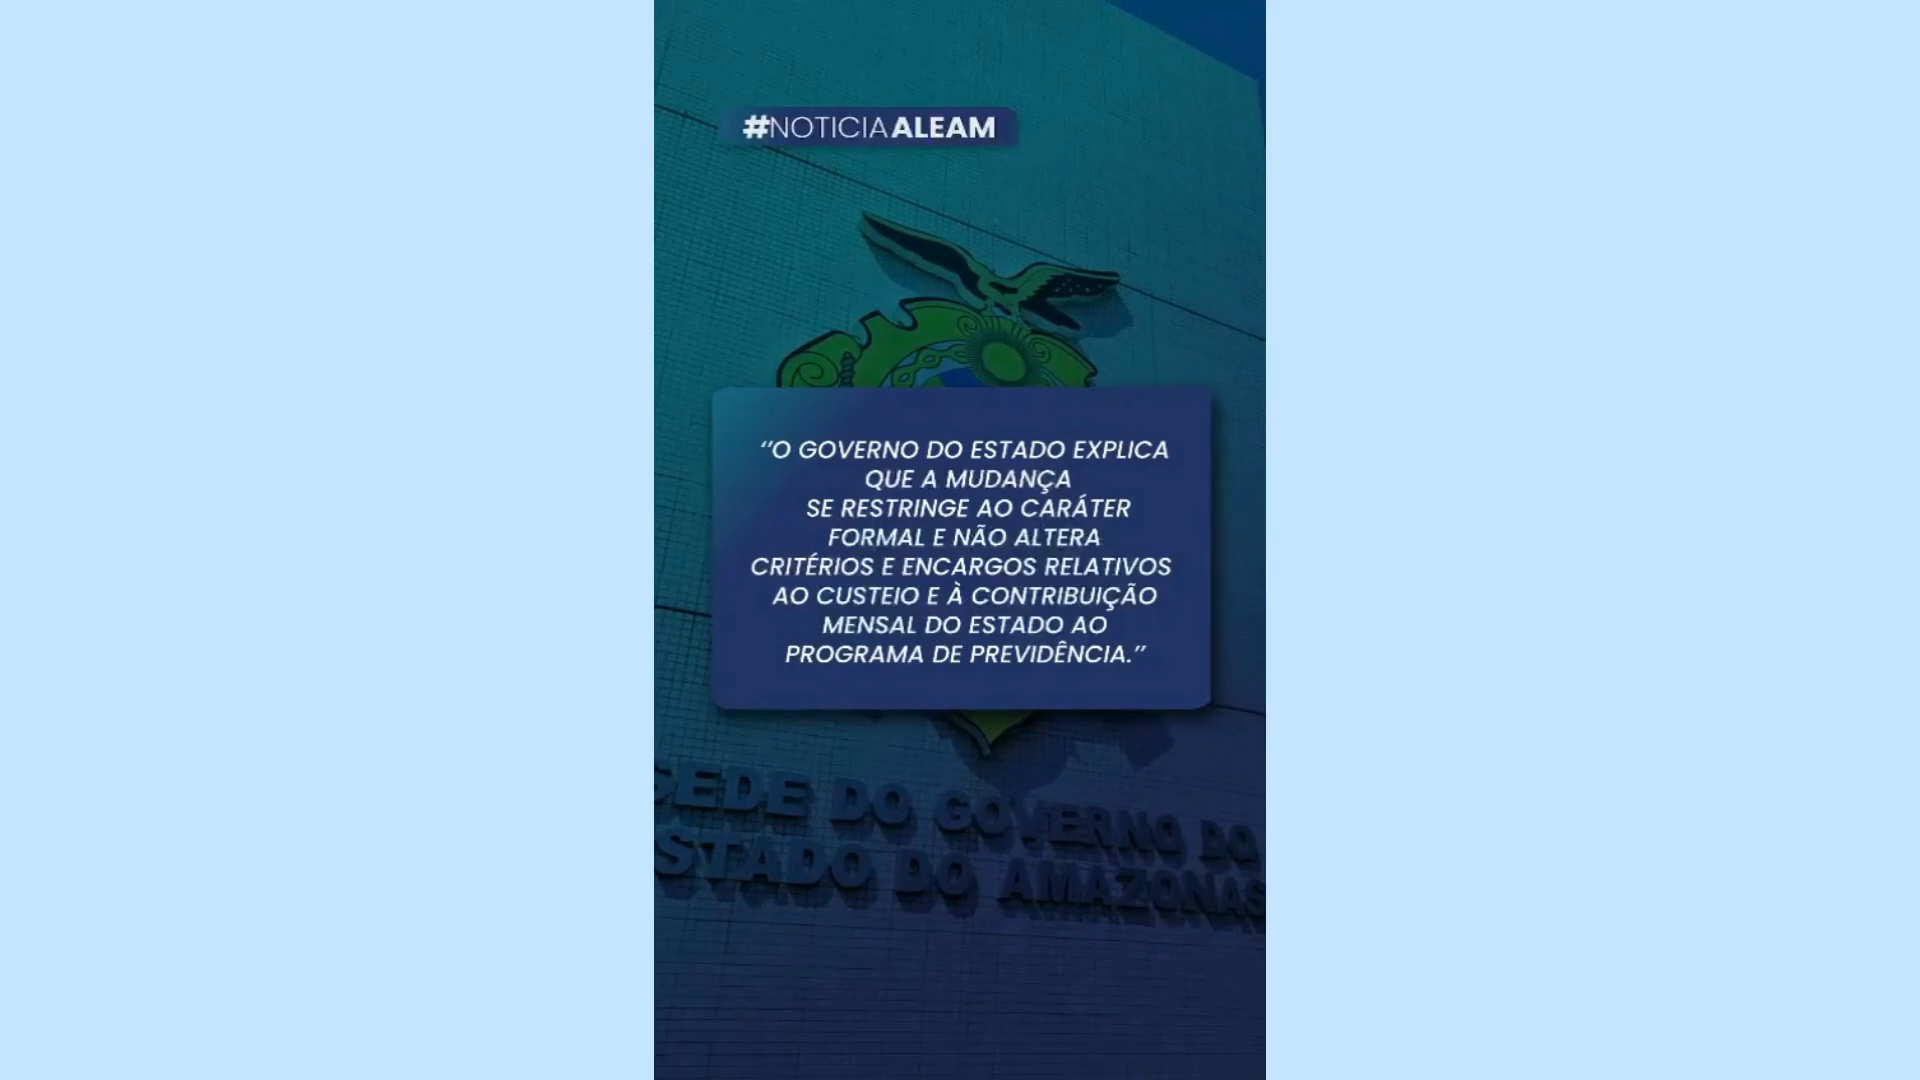 #NOTICIAALEAM
‘‘O GOVERNO DO ESTADO EXPLICA
QUE A MUDANÇA
SE RESTRINGE AO CARÁTER
FORMAL E NÃO ALTERA
CRITÉRIOS E ENCARGOS RELATIVOS
AO CUSTEIO E À CONTRIBUIÇÃO
MENSAL DO ESTADO AO
PROGRAMA DE PREVIDÊNCIA.’’
SEDE DO GOVERNO DO
STADO DO AMAZONAS